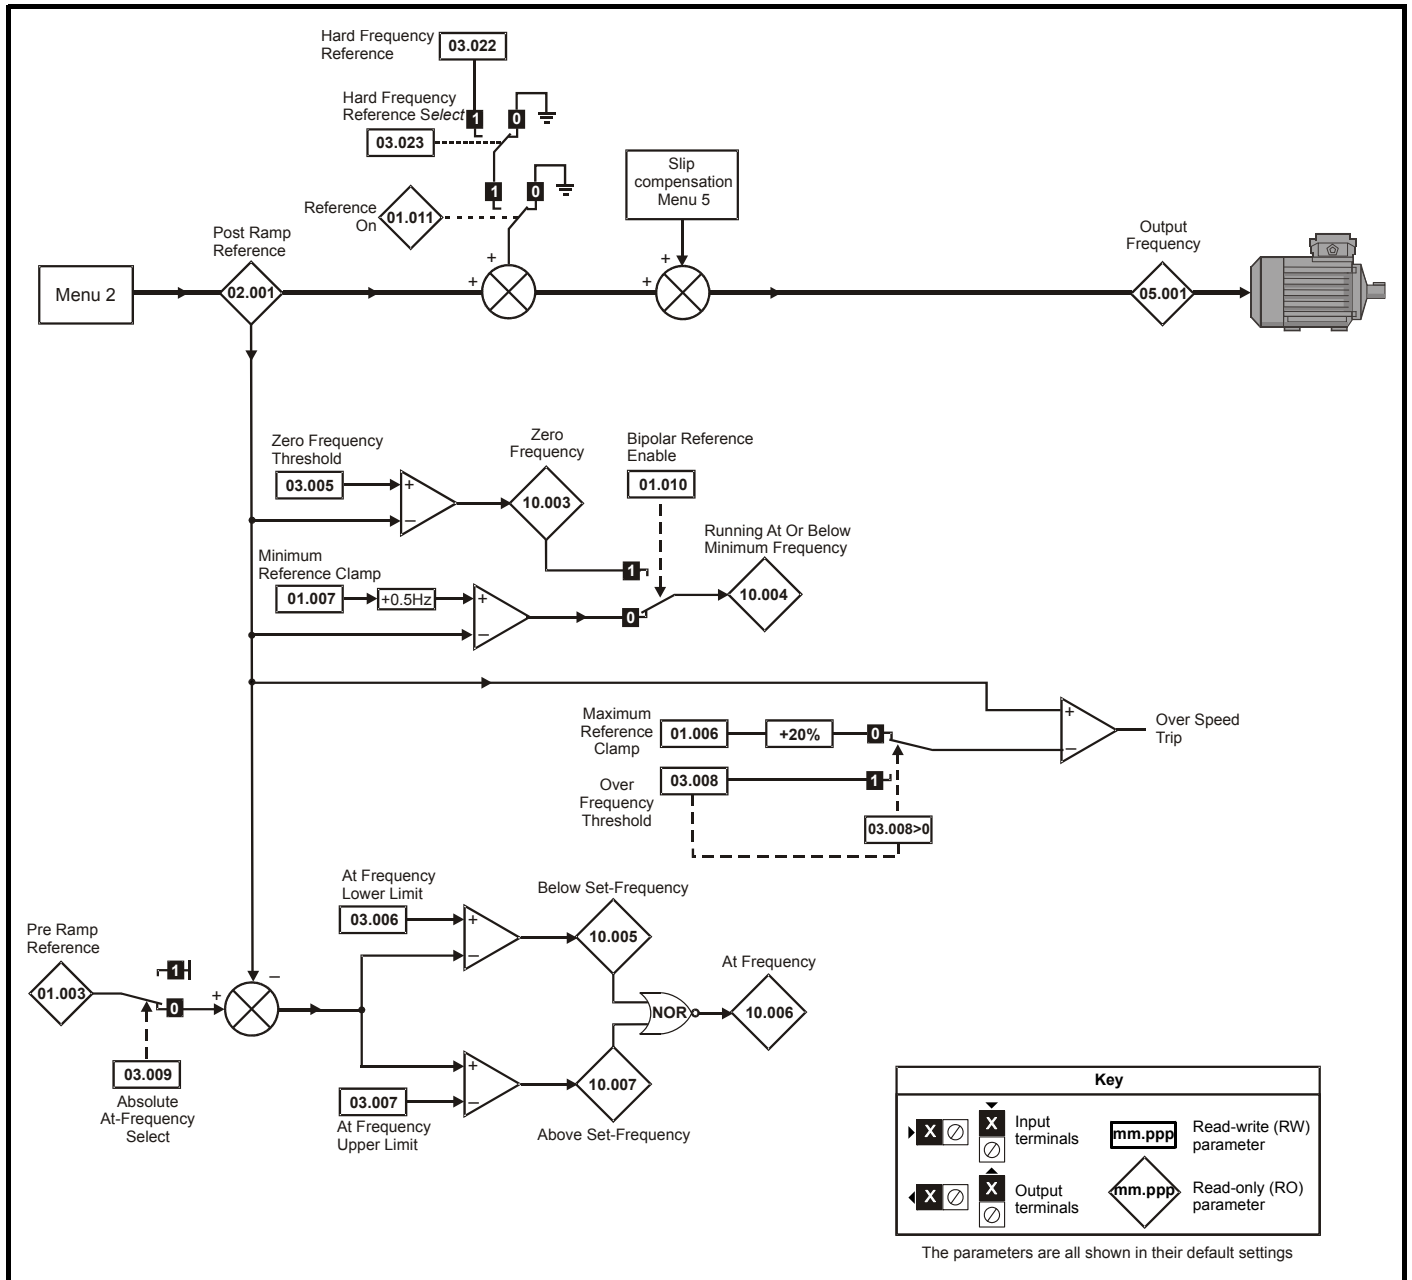 Hard Frequency
Reference
03.022
Hard Frequency
Reference Select
1
0
03.023
1
0
Reference
On
01.011
Slip
compensation
Menu 5
Post Ramp
Reference
Output
Frequency
+
+
+
+
Menu 2
02.001
05.001
Zero Frequency
Threshold
03.005
+
–
Zero
Frequency
10.003
Bipolar Reference
Enable
01.010
Running At Or Below
Minimum Frequency
1
10.004
Minimum
Reference Clamp
01.007
+0.5Hz
+
–
0
Maximum
Reference
Clamp
01.006
+20%
0
+
–
Over Speed
Trip
Over
Frequency
Threshold
03.008
1
03.008>0
At Frequency
Lower Limit
03.006
+
–
Below Set-Frequency
10.005
Pre Ramp
Reference
01.003
1
0
+
–
03.009
Absolute
At-Frequency
Select
NOR
At Frequency
10.006
+
–
03.007
At Frequency
Upper Limit
10.007
Above Set-Frequency
Key
X
X
Input
terminals
mm.ppp
Read-write (RW)
parameter
X
X
Output
terminals
mm.ppp
Read-only (RO)
parameter
The parameters are all shown in their default settings